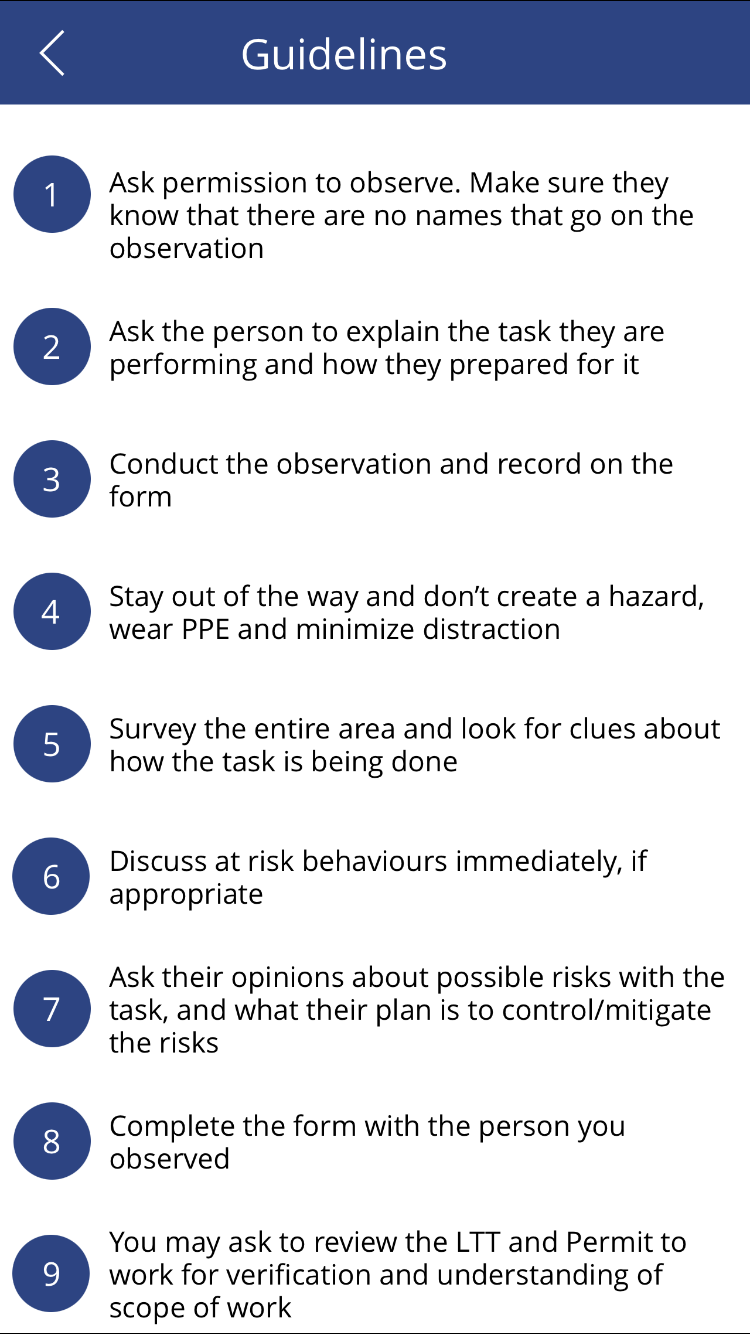 Guidelines
1
Ask permission to observe. Make sure they
know that there are no names that go on the
observation
2
Ask the person to explain the task they are
performing and how they prepared for it
3
Conduct the observation and record on the
form
4
Stay out of the way and don’t create a hazard,
wear PPE and minimize distraction
5
Survey the entire area and look for clues about
how the task is being done
6
Discuss at risk behaviours immediately, if
appropriate
7
Ask their opinions about possible risks with the
task, and what their plan is to control/mitigate
the risks
8
Complete the form with the person you
observed
9
You may ask to review the LTT and Permit to
work for verification and understanding of
scope of work